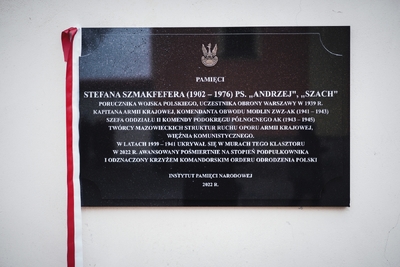 PAMIĘCI
STEFANA SZMAKFEFERA (1902 – 1976) PS. „ANDRZEJ”, „SZACH”
PORUCZNIKA WOJSKA POLSKIEGO, UCZESTNIKA OBRONY WARSZAWY W 1939 R.
KAPITANA ARMII KRAJOWEJ, KOMENDANTA OBWODU MODLIN ZWZ-AK (1941 – 1943)
SZEFA ODDZIAŁU II KOMENDY PODOKRĘGU PÓŁNOCNEGO AK (1943 – 1945)
TWÓRCY MAZOWIECKICH STRUKTUR RUCHU OPORU ARMII KRAJOWEJ,
WIĘŹNIA KOMUNISTYCZNEGO.
W LATACH 1939 – 1941 UKRYWAŁ SIĘ W MURACH TEGO KLASZTORU
W 2022 R. AWANSOWANY POŚMIERTNIE NA STOPIEŃ PODPUŁKOWNIKA
I ODZNACZONY KRZYŻEM KOMANDORSKIM ORDERU ODRODZENIA POLSKI
INSTYTUT PAMIĘCI NARODOWEJ
2022 R.